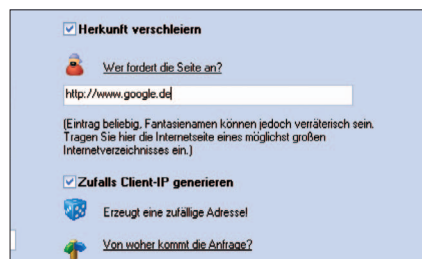 Herkunft verschleiern
Wer fordert die Seite an?
http://www.google.de
(Eintrag beliebig, Fantasienamen können jedoch verräterisch sein.
Tragen Sie hier die Internetseite eines möglichst großen
Internetverzeichnisses ein.)
Zufalls Client-IP generieren
Erzeugt eine zufällige Adresse!
Von woher kommt die Anfrage?